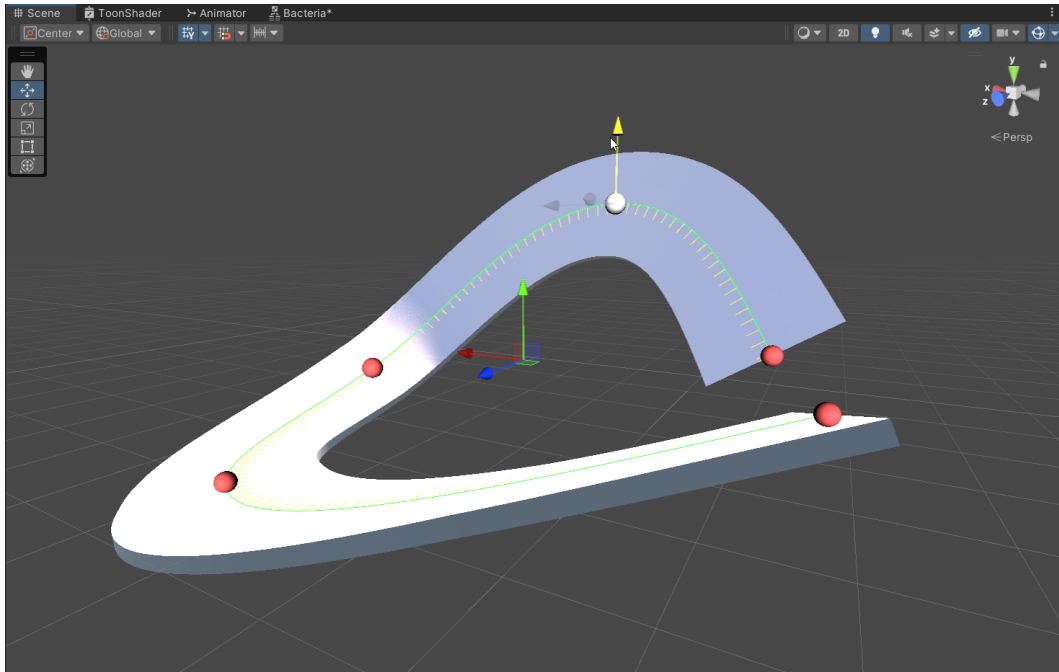 Scene ToonShader Animator Bacteria*
Center Global 2D
y
x
z
Persp